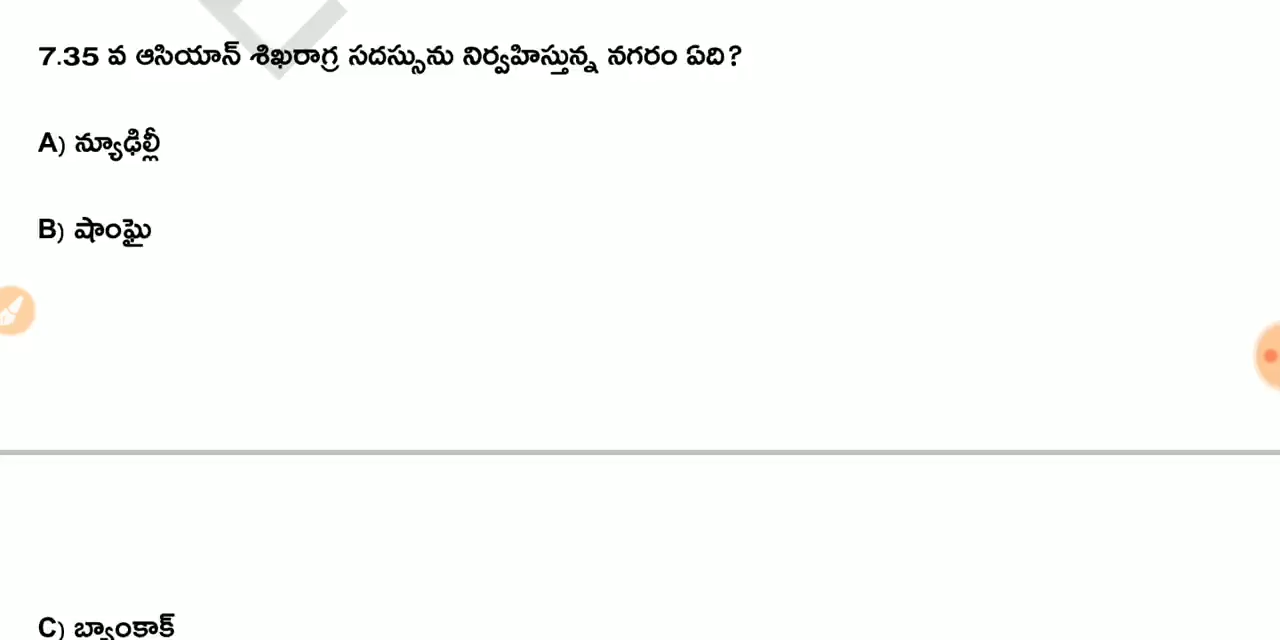 7.35 వ ఆసియాన్ శిఖరాగ్ర సదస్సును నిర్వహిస్తున్న నగరం ఏది?
A) న్యూఢిల్లీ
B) షాంఘై
C) బ్యాంకాక్